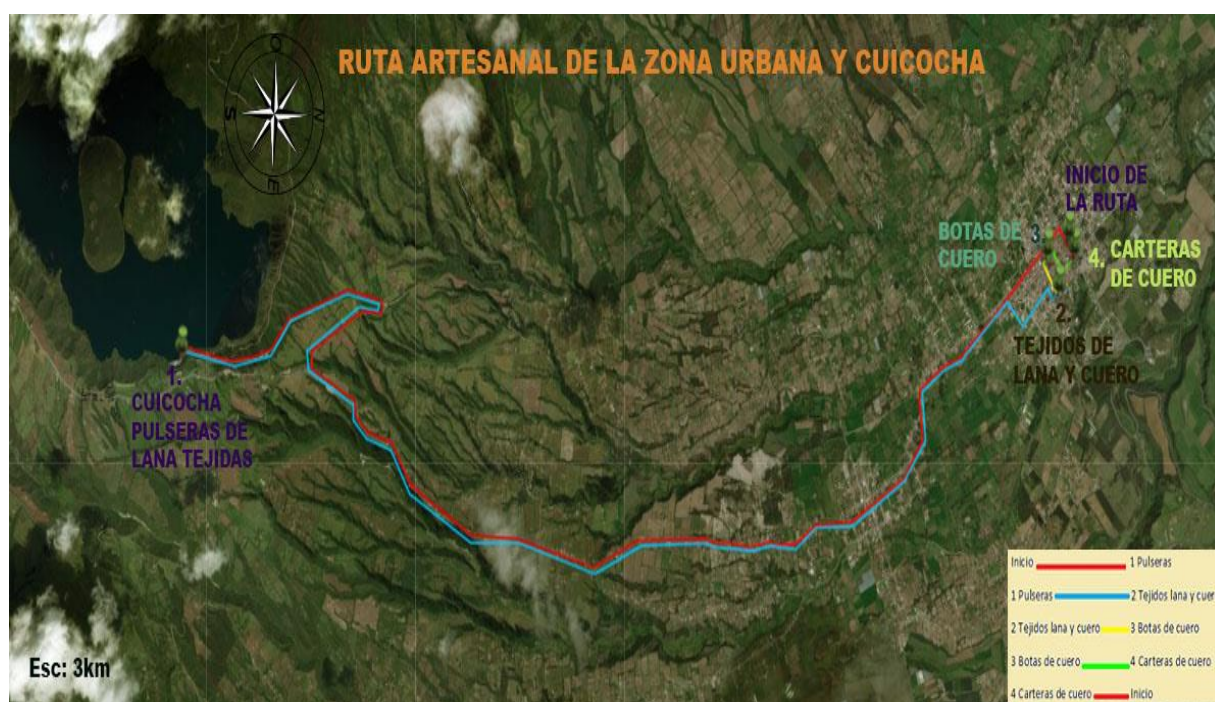 RUTA ARTESANAL DE LA ZONA URBANA Y CUICOCHA
O
S
N
E
INICIO DE
LA RUTA
BOTAS DE
CUERO
3
4. CARTERAS
DE CUERO
2.
TEJIDOS DE
LANA Y CUERO
1.
CUICOCHA
PULSERAS DE
LANA TEJIDAS
Inicio 1 Pulseras
1 Pulseras 2 Tejidos lana y cuer
2 Tejidos lana y cuero 3 Botas de cuero
3 Botas de cuero 4 Carteras de cuero
4 Carteras de cuero Inicio
Esc: 3km